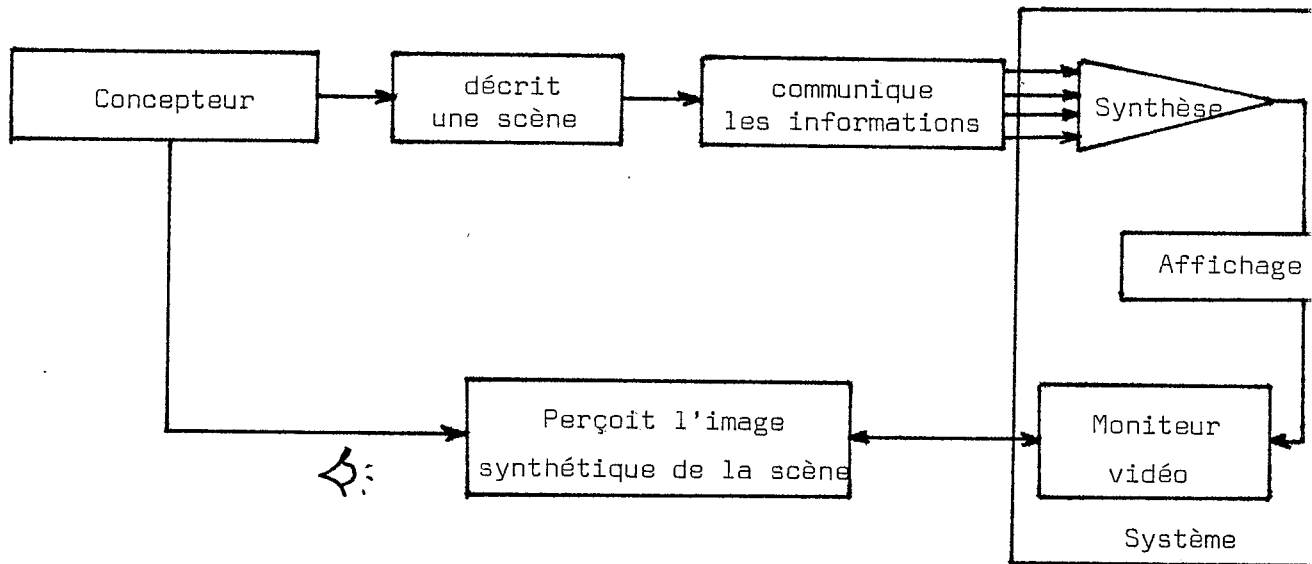 Concepteur
décrit
une scène
communique
les informations
Synthèse
Affichage
Perçoit l'image
synthétique de la scène
Moniteur
vidéo
Système